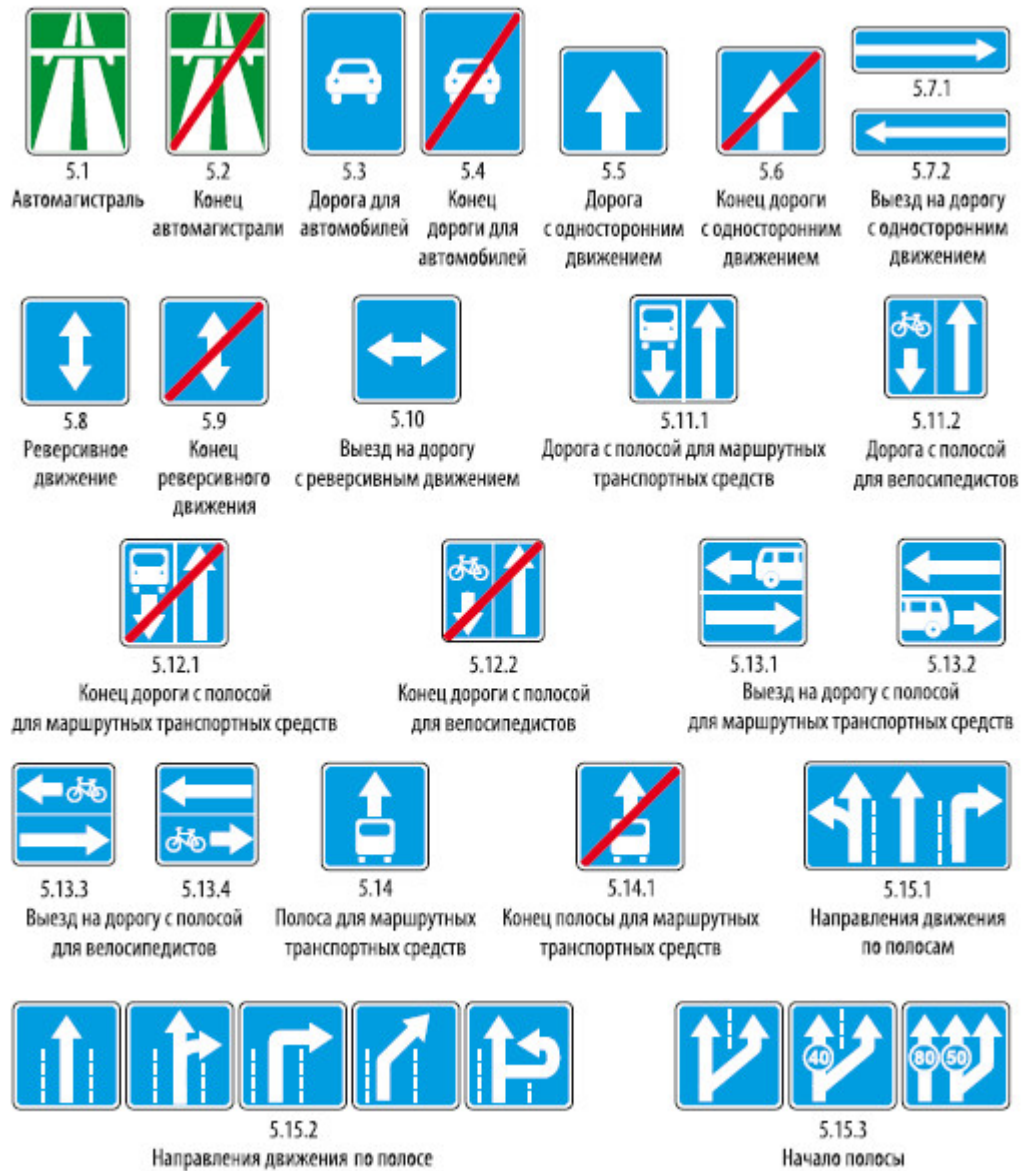 5.1
Автомагистраль
5.2
Конец
автомагистрали
5.3
Дорога для
автомобилей
5.4
Конец
дороги для
автомобилей
5.5
Дорога
с односторонним
движением
5.6
Конец дороги
с односторонним
движением
5.7.1
5.7.2
Выезд на дорогу
с односторонним
движением
5.8
Реверсивное
движение
5.9
Конец
реверсивного
движения
5.10
Выезд на дорогу
с реверсивным движением
5.11.1
Дорога с полосой для маршрутных
транспортных средств
5.11.2
Дорога с полосой
для велосипедистов
5.12.1
Конец дороги с полосой
для маршрутных транспортных средств
5.12.2
Конец дороги с полосой
для велосипедистов
5.13.1 5.13.2
Выезд на дорогу с полосой
для маршрутных транспортных средств
5.13.3 5.13.4
Выезд на дорогу с полосой
для велосипедистов
5.14
Полоса для маршрутных
транспортных средств
5.14.1
Конец полосы для маршрутных
транспортных средств
5.15.1
Направления движения
по полосам
5.15.2
Направления движения по полосе
40
80 50
5.15.3
Начало полосы